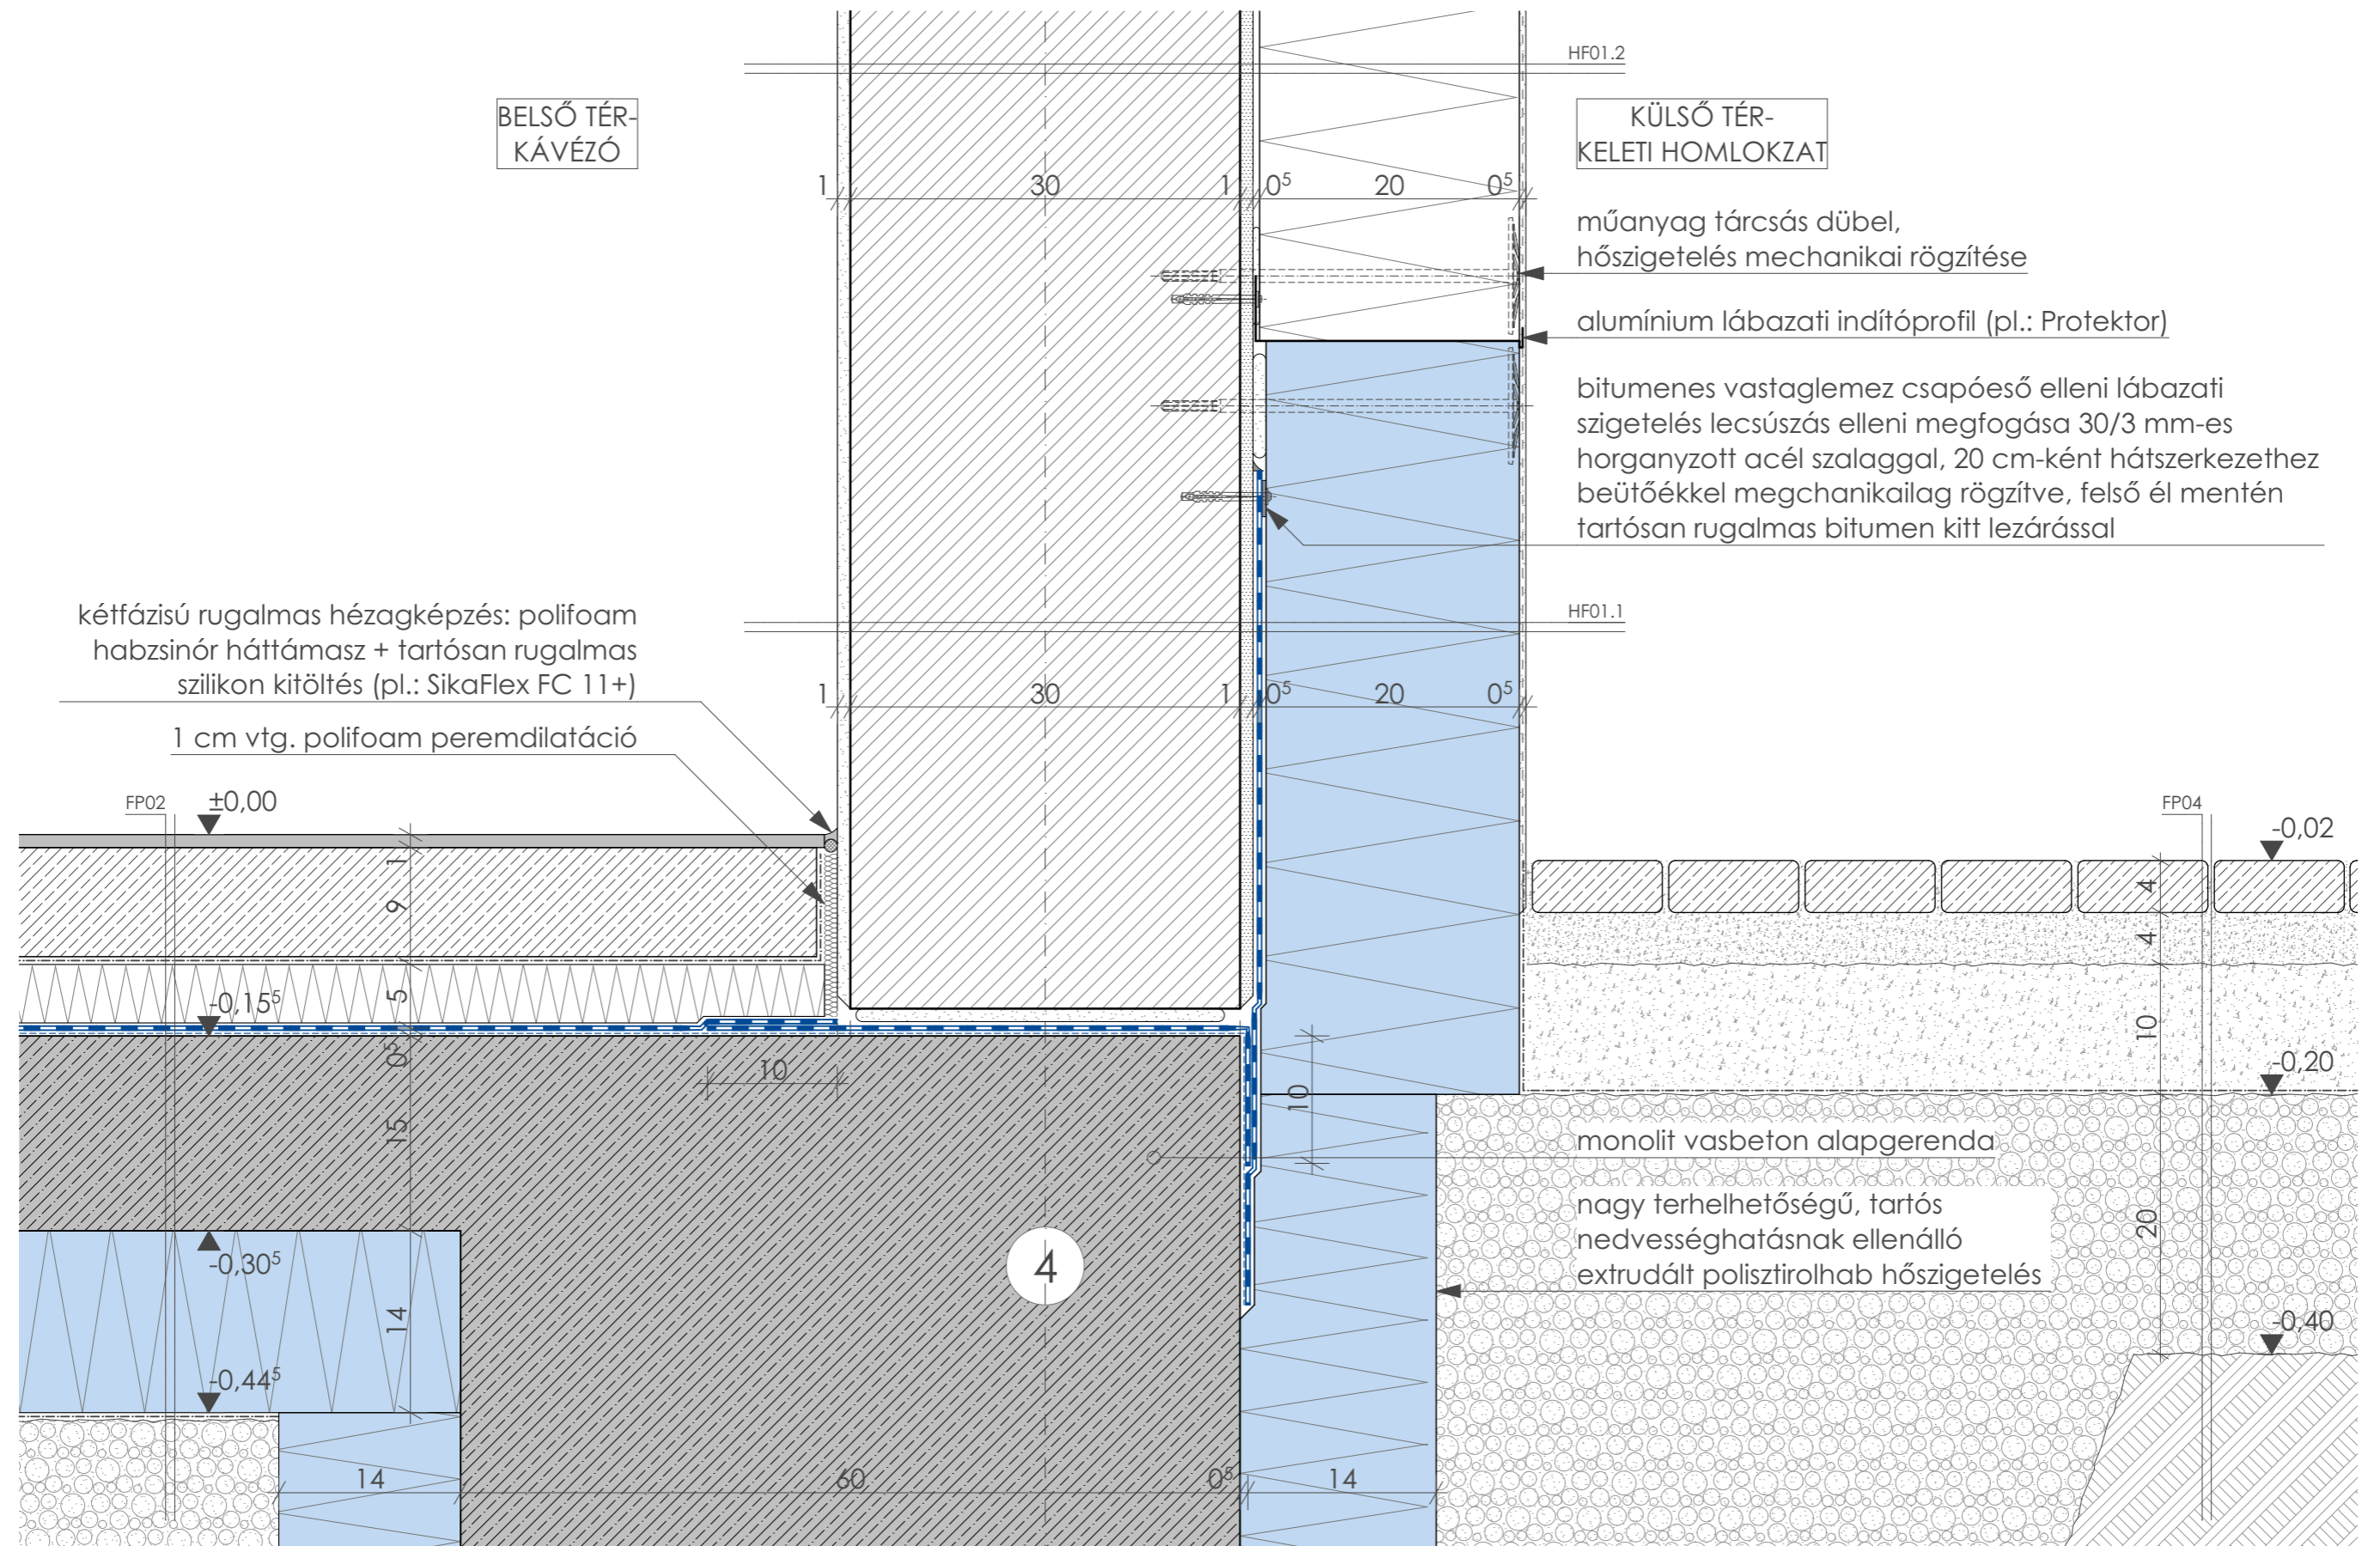 HF01.2
BELSŐ TÉR-
KÁVÉZÓ
KÜLSŐ TÉR-
KELETI HOMLOKZAT
1 30 1 0⁵ 20 0⁵
műanyag tárcsás dübel,
hőszigetelés mechanikai rögzítése
alumínium lábazati indítóprofil (pl.: Protektor)
bitumenes vastaglemez csapóeső elleni lábazati
szigetelés lecsúszás elleni megfogása 30/3 mm-es
horganyzott acél szalaggal, 20 cm-ként hátszerkezethez
beütőékkel megchanikailag rögzítve, felső él mentén
tartósan rugalmas bitumen kitt lezárással
HF01.1
kétfázisú rugalmas hézagképzés: polifoam
habzsinór háttámasz + tartósan rugalmas
szilikon kitöltés (pl.: SikaFlex FC 11+)
1 30 1 0⁵ 20 0⁵
1 cm vtg. polifoam peremdilatáció
FP02
±0,00
FP04
-0,02
1
9
5
0⁵
15
14
-0,15⁵
4
4
10
20
10
10
-0,20
monolit vasbeton alapgerenda
nagy terhelhetőségű, tartós
nedvességhatásnak ellenálló
extrudált polisztirolhab hőszigetelés
-0,30⁵
4
-0,40
-0,44⁵
14 60 0⁵ 14